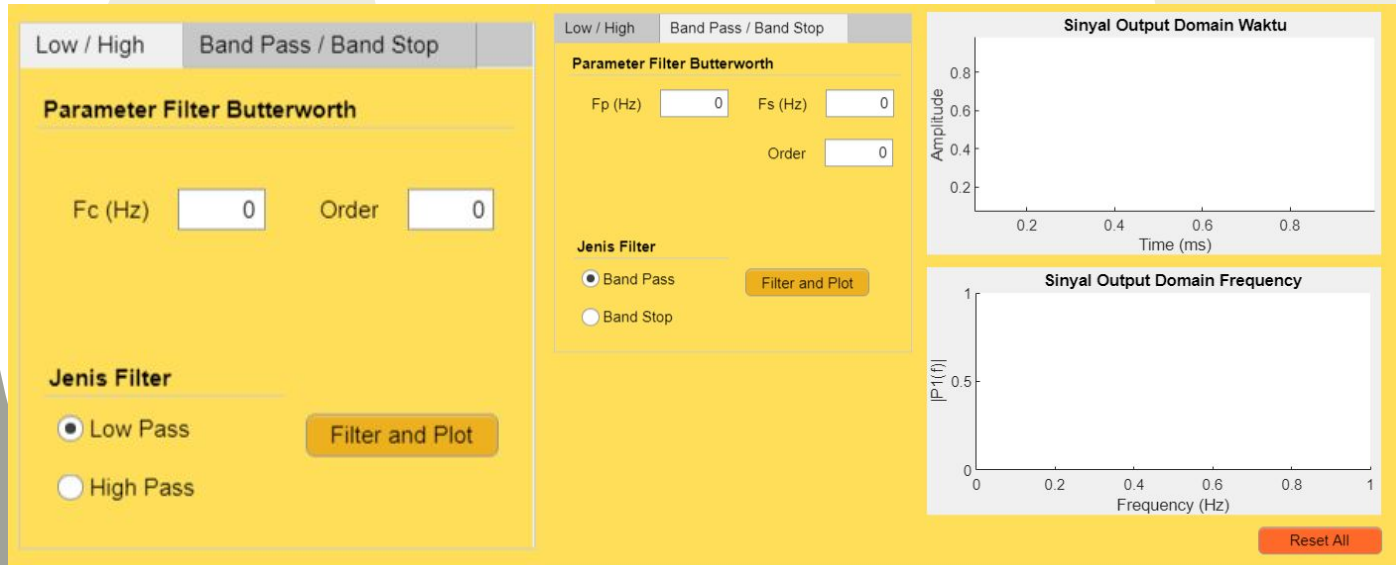 Low / High Band Pass / Band Stop
Parameter Filter Butterworth
Fc (Hz) 0 Order 0
Jenis Filter
Low Pass
Filter and Plot
High Pass
Low / High Band Pass / Band Stop
Parameter Filter Butterworth
Fp (Hz) 0 Fs (Hz) 0
Order 0
Jenis Filter
Band Pass
Filter and Plot
Band Stop
Sinyal Output Domain Waktu
Amplitude
0.8
0.6
0.4
0.2
0.2 0.4 0.6 0.8
Time (ms)
Sinyal Output Domain Frequency
|P1(f)|
1
0.5
0
0 0.2 0.4 0.6 0.8 1
Frequency (Hz)
Reset All